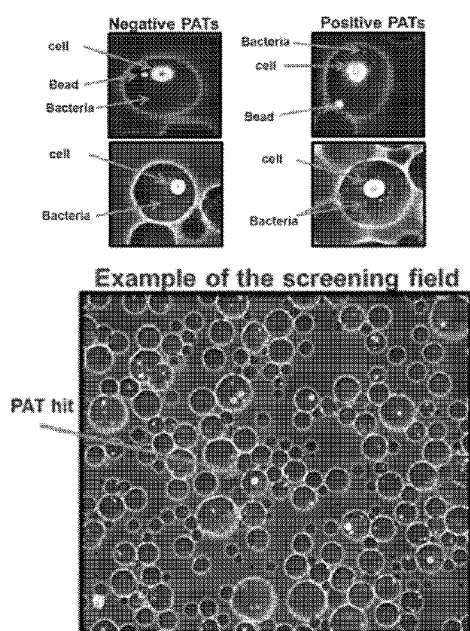 Negative PATs
Positive PATs
cell
Bead
Bacteria
Bacteria
cell
Bead
cell
Bacteria
cell
Bacteria
Example of the screening field
PAT hit